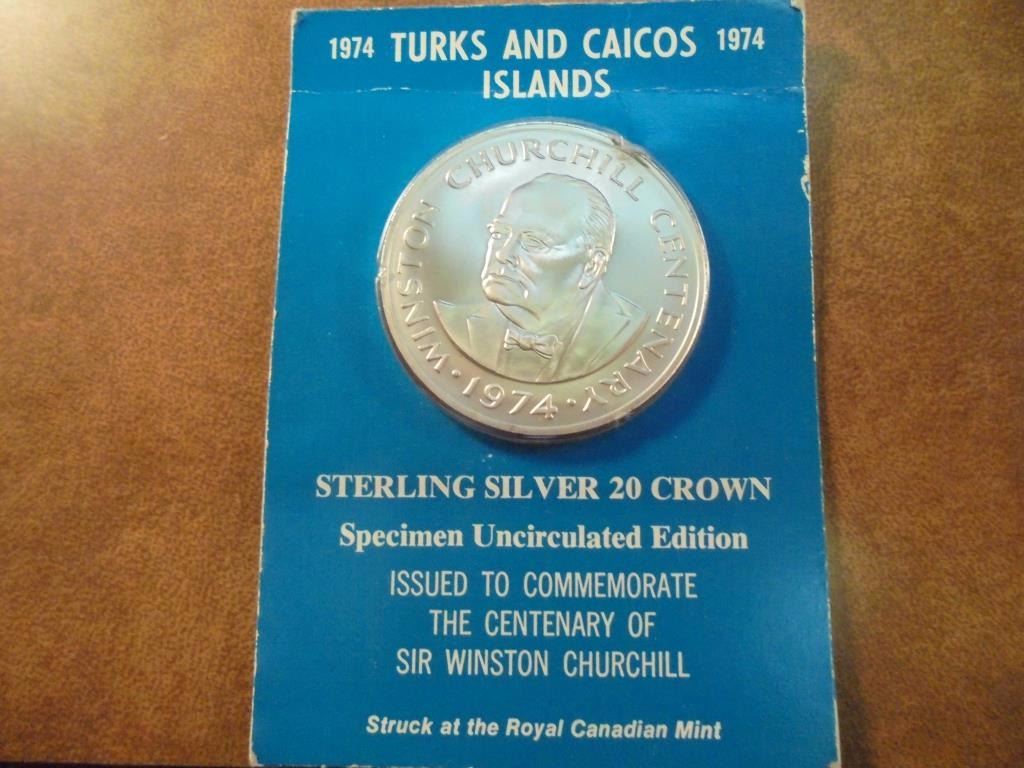 1974 TURKS AND CAICOS 1974
ISLANDS
WINSTON CHURCHILL CENTENARY
· 1974 ·
STERLING SILVER 20 CROWN
Specimen Uncirculated Edition
ISSUED TO COMMEMORATE
THE CENTENARY OF
SIR WINSTON CHURCHILL
Struck at the Royal Canadian Mint